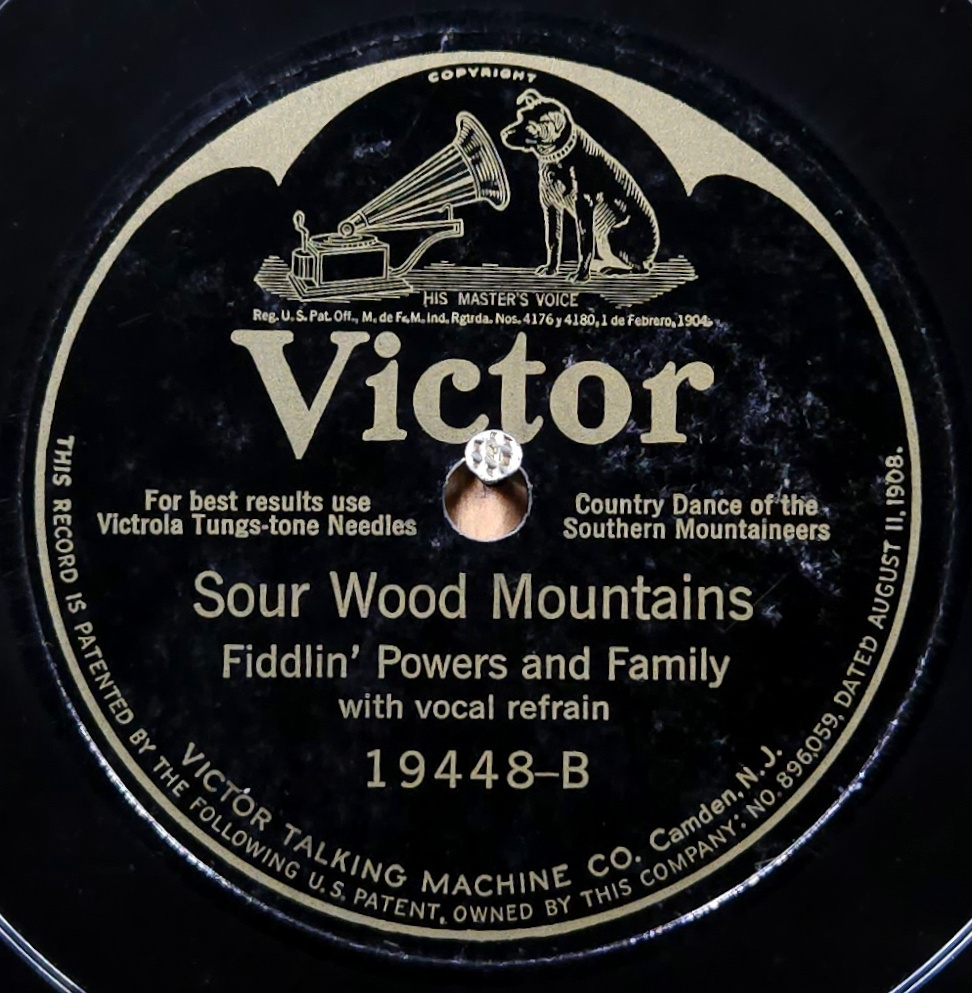 COPYRIGHT
HIS MASTER'S VOICE
Reg. U. S. Pat. Off., M. de F. M. Ind. Rgtrda. Nos. 4176 y 4180, 1 de Febrero, 1904.
Victor
For best results use
Victrola Tungs-tone Needles
Country Dance of the
Southern Mountaineers
Sour Wood Mountains
Fiddlin' Powers and Family
with vocal refrain
19448-B
VICTOR TALKING MACHINE CO. Camden, N. J.
THIS RECORD IS PATENTED BY THE FOLLOWING U. S. PATENT, OWNED BY THIS COMPANY: NO. 896,059, DATED AUGUST 11, 1908.